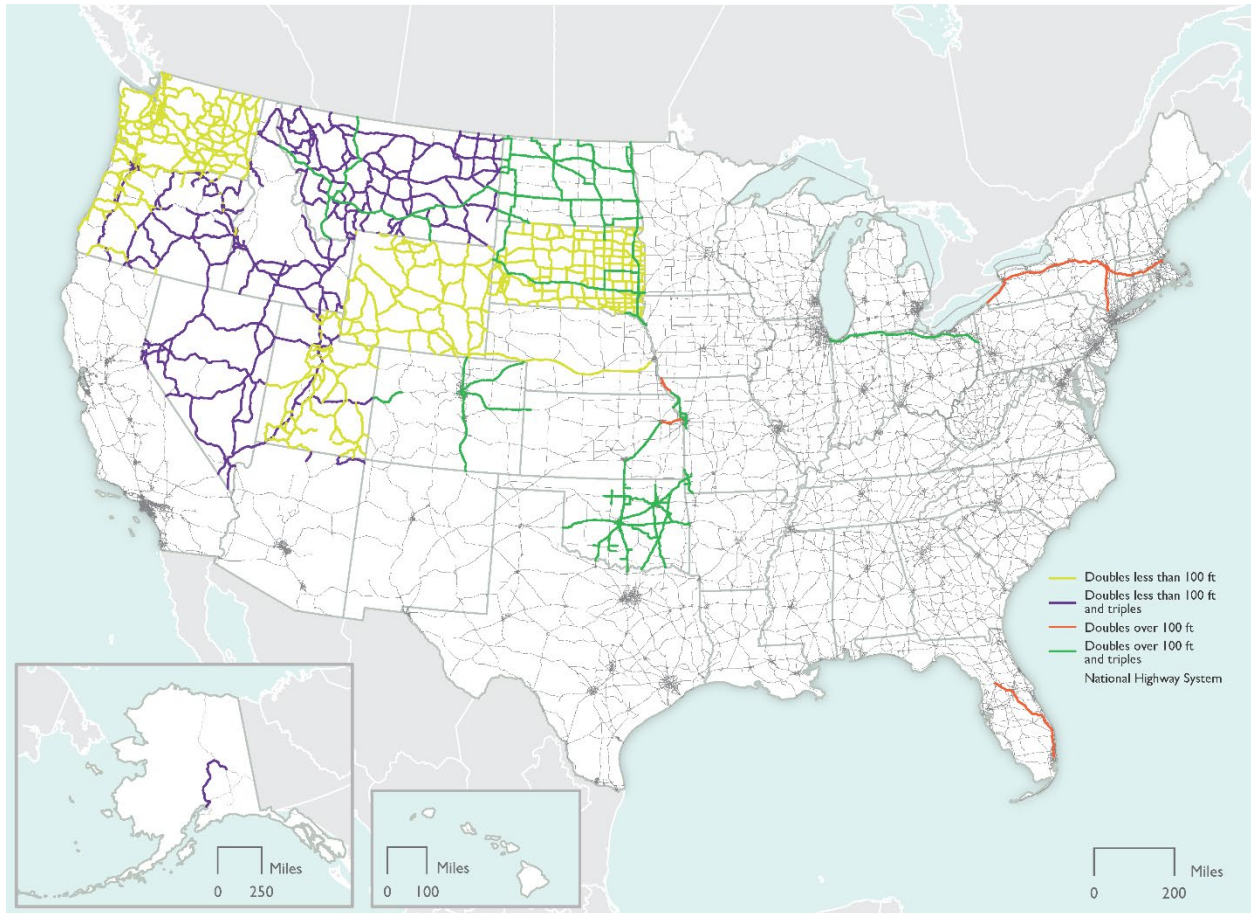 Doubles less than 100 ft
Doubles less than 100 ft
and triples
Doubles over 100 ft
Doubles over 100 ft
and triples
National Highway System
Miles
0 250
Miles
0 100
Miles
0 200